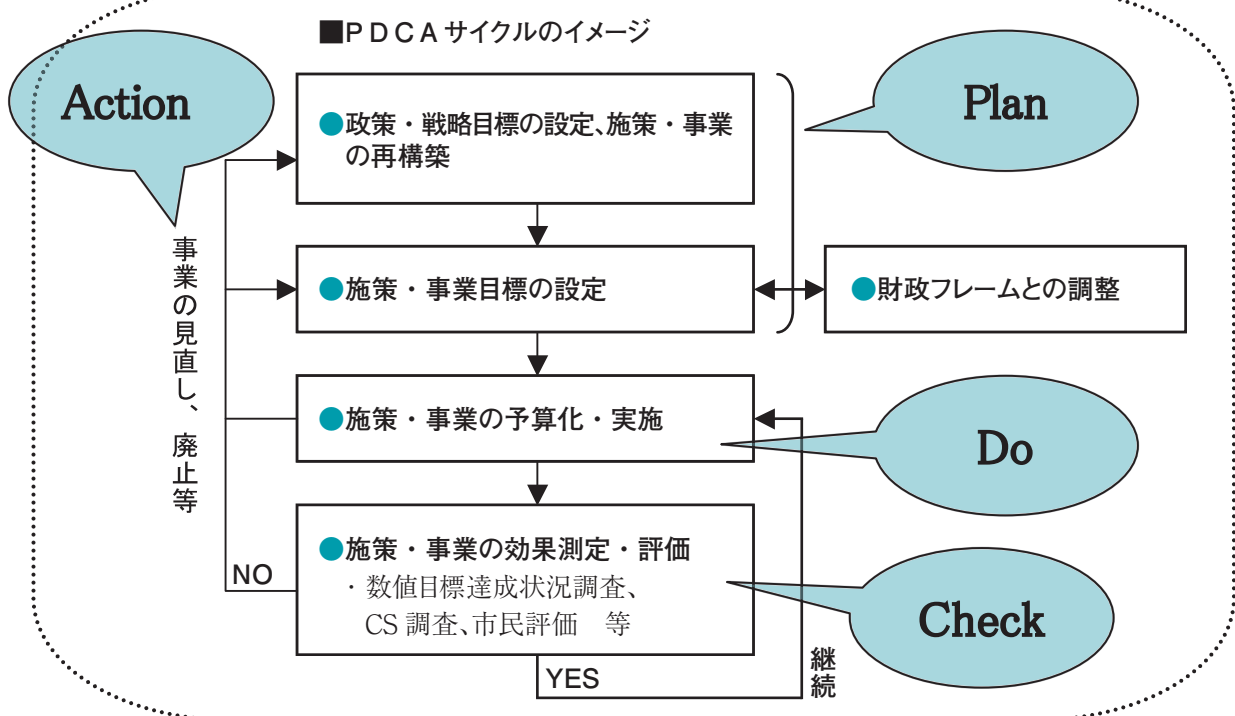 ■PDCAサイクルのイメージ
Action
Plan
●政策・戦略目標の設定、施策・事業
の再構築
事業の見直し、廃止等
●施策・事業目標の設定
●財政フレームとの調整
●施策・事業の予算化・実施
Do
●施策・事業の効果測定・評価
・数値目標達成状況調査、
CS調査、市民評価　等
NO
Check
YES
継続